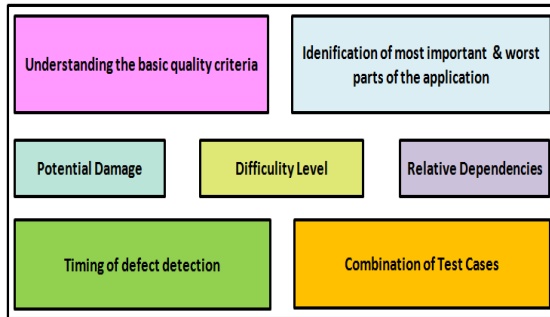 Understanding the basic quality criteria
Idenification of most important & worst
parts of the application
Potential Damage
Difficulity Level
Relative Dependencies
Timing of defect detection
Combination of Test Cases